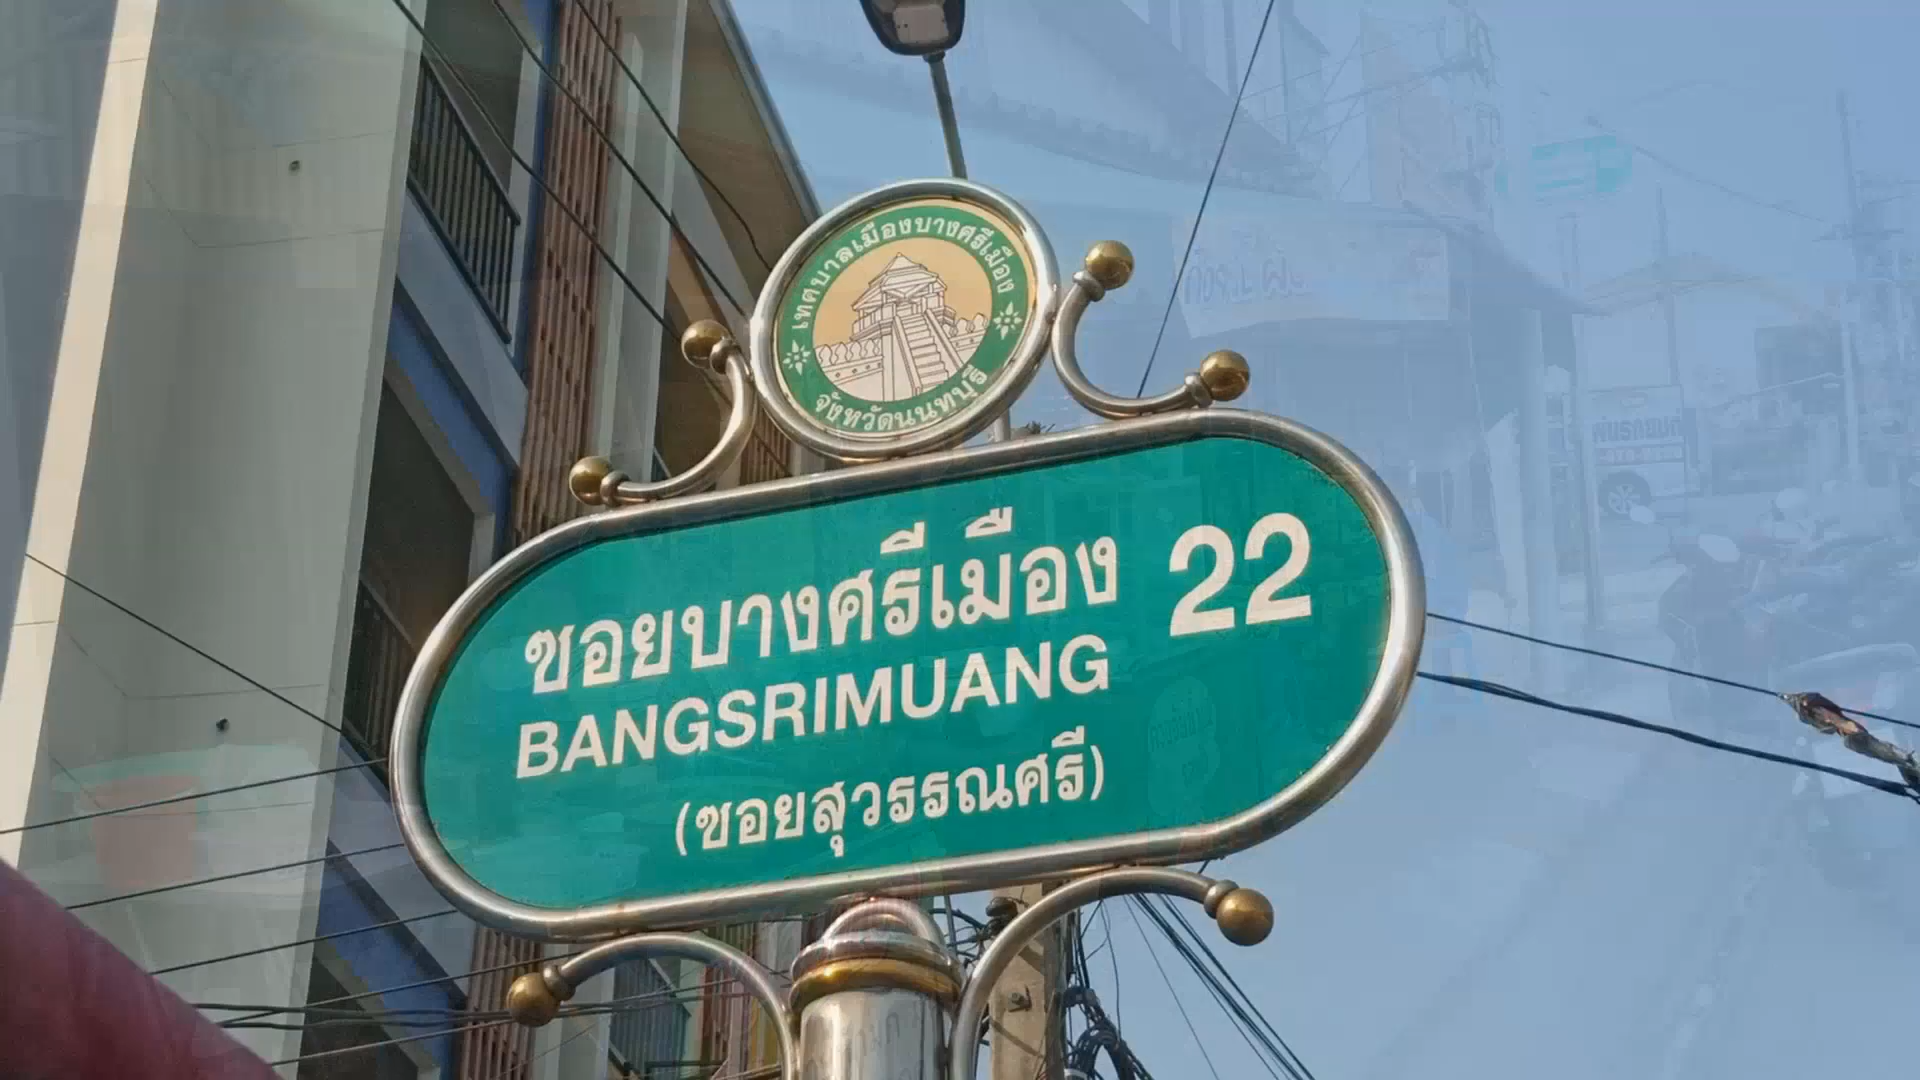 เทศบาลเมืองบางศรีเมือง
จังหวัดนนทบุรี
ซอยบางศรีเมือง 22
BANGSRIMUANG
(ซอยสุวรรณศรี)